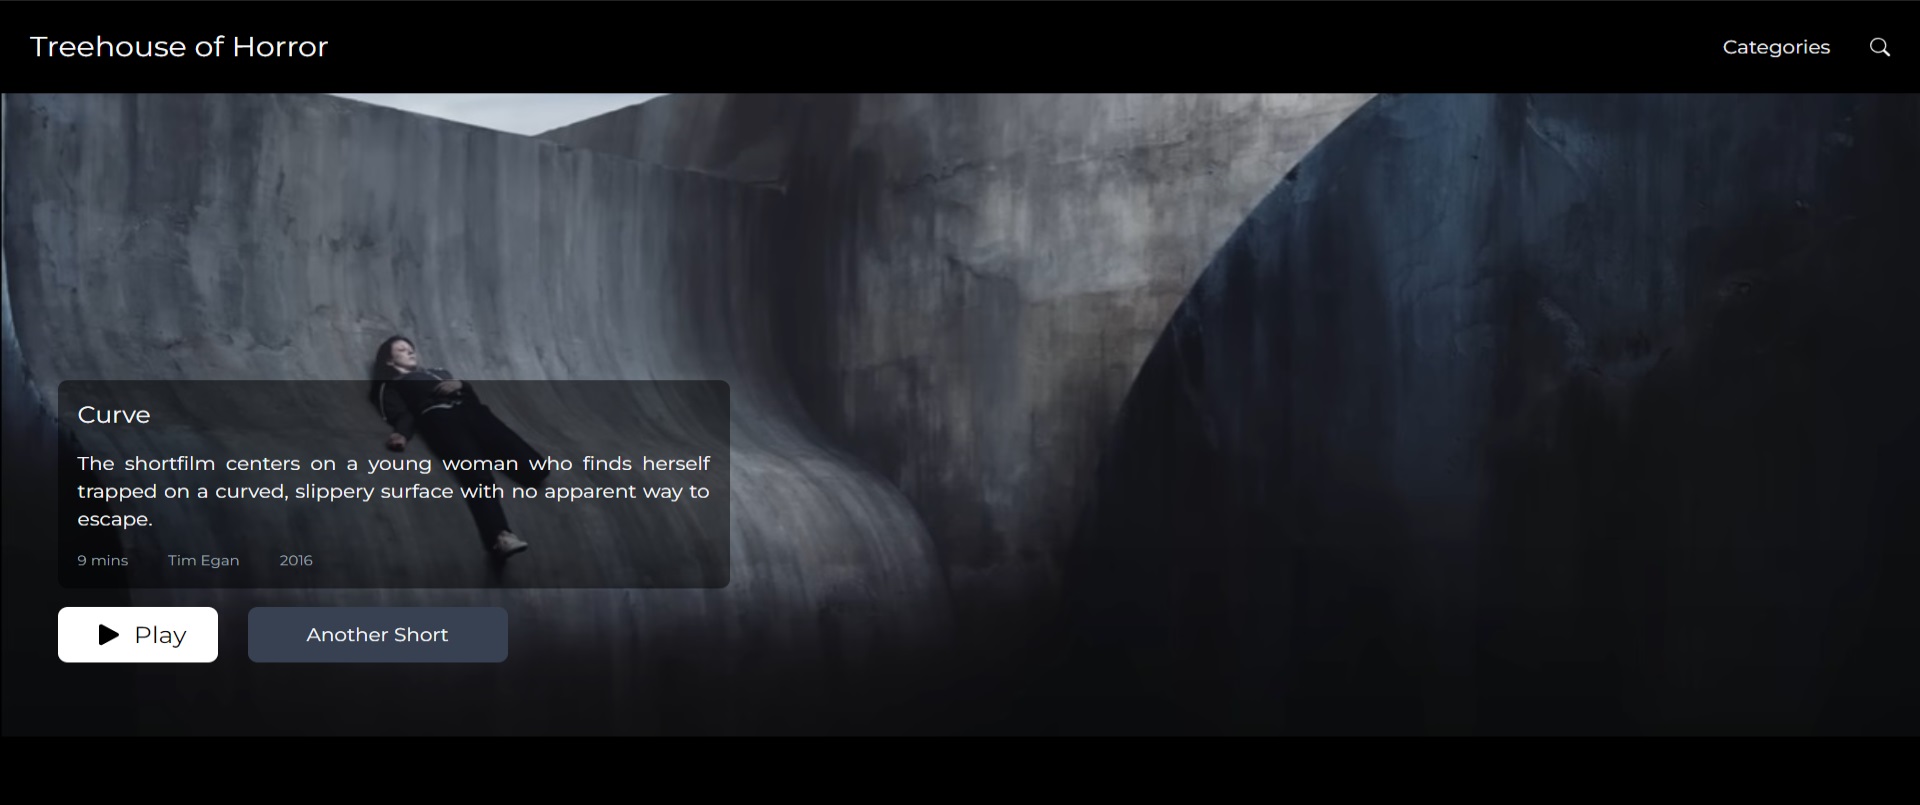 Treehouse of Horror
Categories
Curve
The shortfilm centers on a young woman who finds herself
trapped on a curved, slippery surface with no apparent way to
escape.
9 mins Tim Egan 2016
Play
Another Short